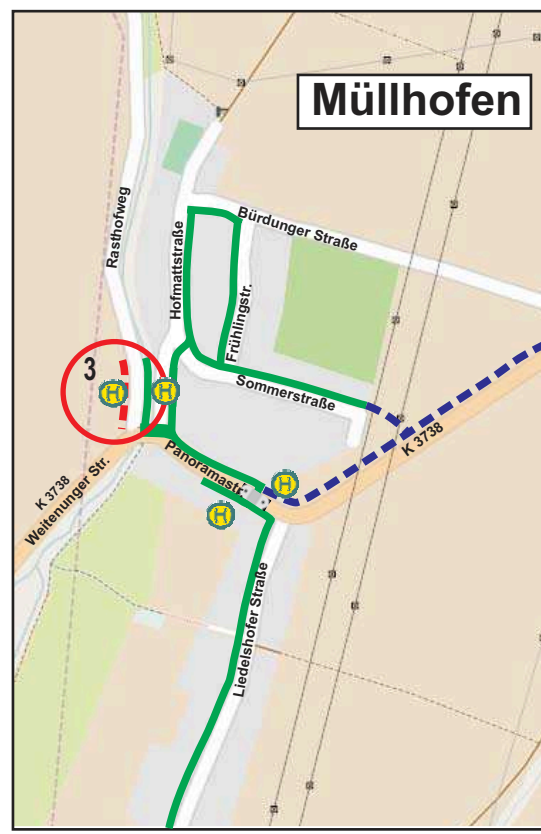 Müllhofen
Bürdunger Straße
Rasthofweg
Hofmattstraße
Frühlingstr.
3
H
H
Sommerstraße
K 3738
Panoramastr.
K 3738
Weitenunger Str.
H
H
Liedelshofer Straße